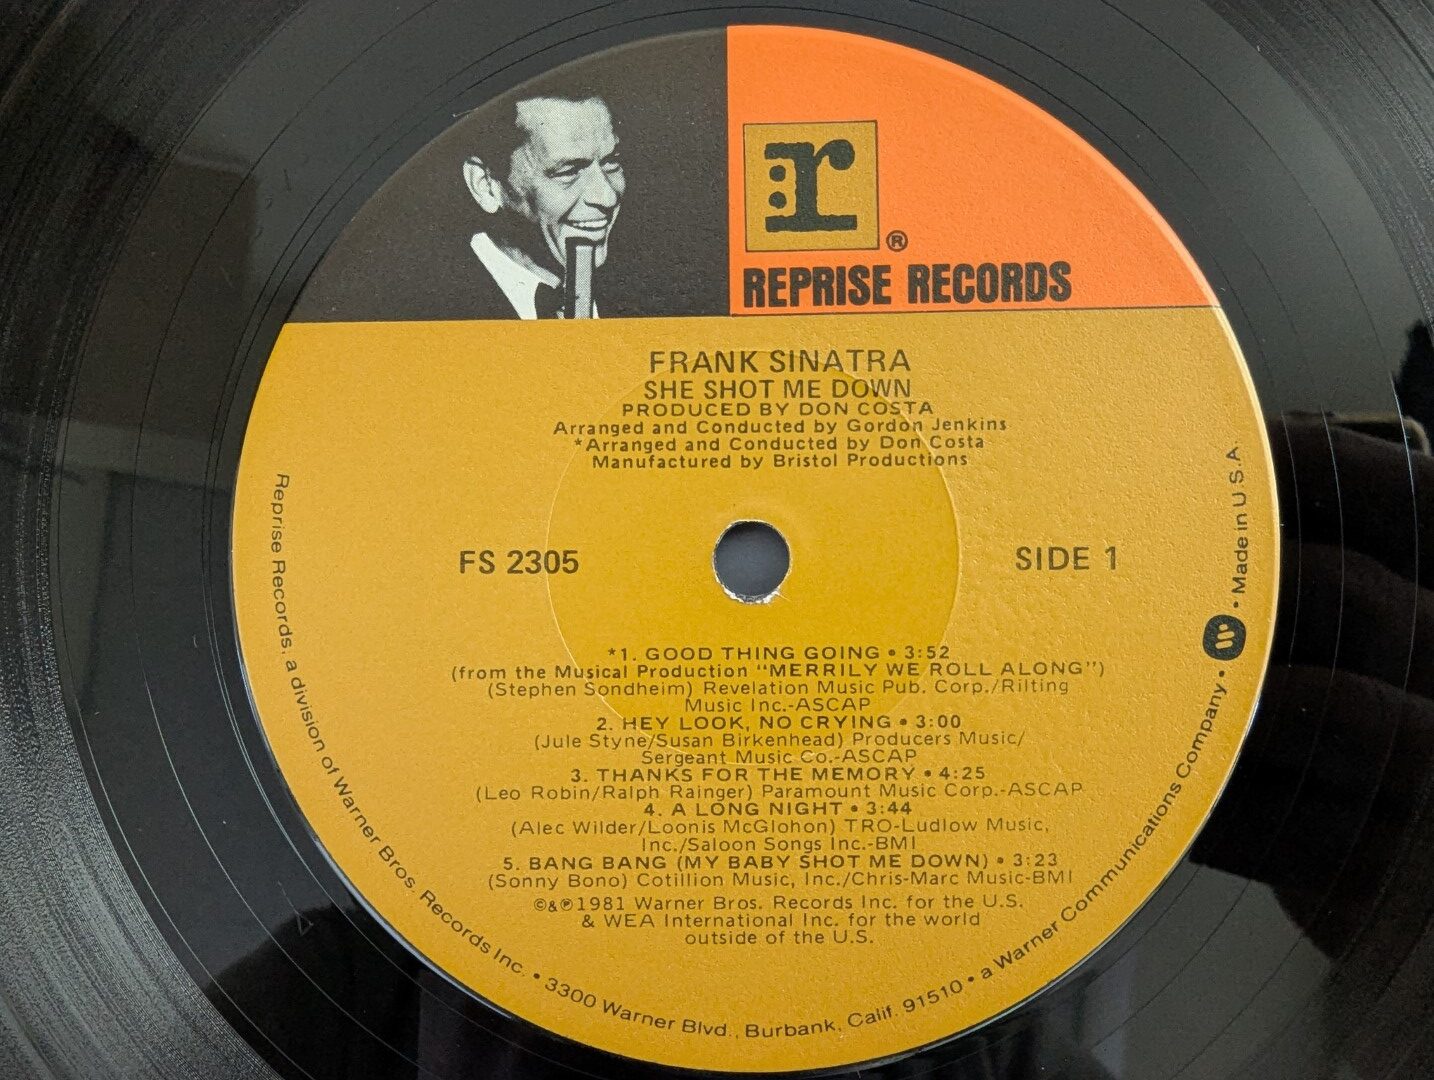 r
®
REPRISE RECORDS
FRANK SINATRA
SHE SHOT ME DOWN
PRODUCED BY DON COSTA
Arranged and Conducted by Gordon Jenkins
*Arranged and Conducted by Don Costa
Manufactured by Bristol Productions
FS 2305
SIDE 1
*1. GOOD THING GOING • 3:52
(from the Musical Production "MERRILY WE ROLL ALONG")
(Stephen Sondheim) Revelation Music Pub. Corp./Rilting
Music Inc.-ASCAP
2. HEY LOOK, NO CRYING • 3:00
(Jule Styne/Susan Birkenhead) Producers Music/
Sergeant Music Co.-ASCAP
3. THANKS FOR THE MEMORY • 4:25
(Leo Robin/Ralph Rainger) Paramount Music Corp.-ASCAP
4. A LONG NIGHT • 3:44
(Alec Wilder/Loonis McGlohon) TRO-Ludlow Music,
Inc./Saloon Songs Inc.-BMI
5. BANG BANG (MY BABY SHOT ME DOWN) • 3:23
(Sonny Bono) Cotillion Music, Inc./Chris-Marc Music-BMI
©&℗1981 Warner Bros. Records Inc. for the U.S.
& WEA International Inc. for the world
outside of the U.S.
Reprise Records, a division of Warner Bros. Records Inc. • 3300 Warner Blvd., Burbank, Calif. 91510 • a Warner Communications Company • W • Made in U.S.A.